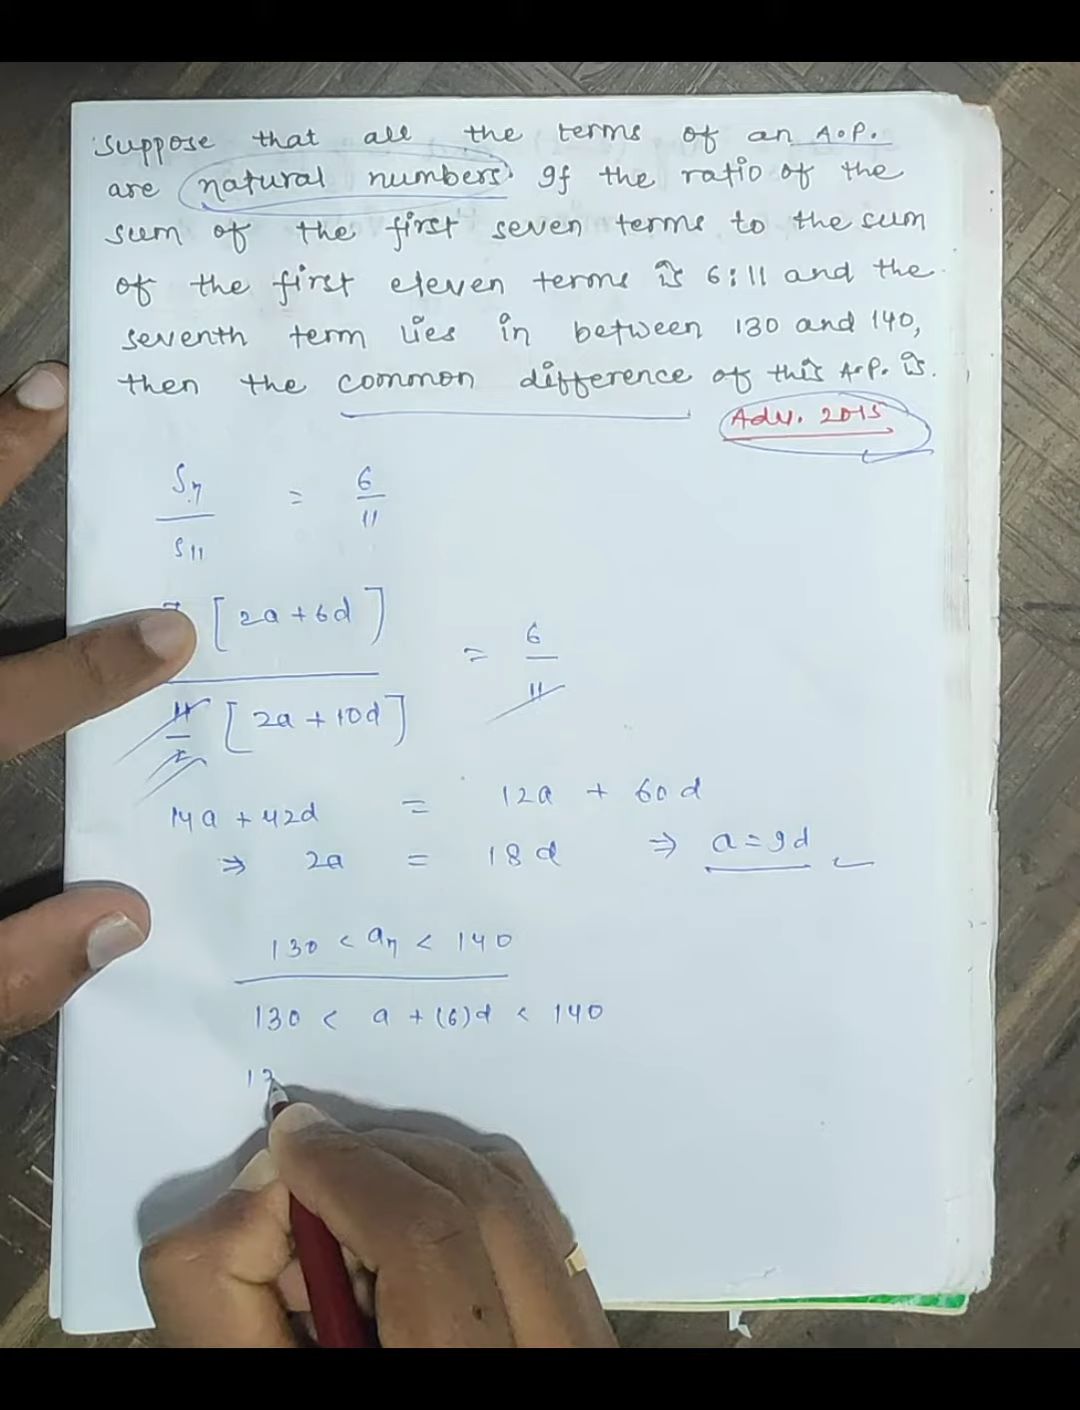 Suppose that all the terms of an A.P.
are natural numbers. If the ratio of the
sum of the first seven terms to the sum
of the first eleven terms is 6:11 and the
seventh term lies in between 130 and 140,
then the common difference of this A.P. is.
Adv. 2015
S7/S11 = 6/11
[2a+6d] / 11/2 [2a+10d] = 6/11
14a + 42d = 12a + 60d
⇒ 2a = 18d ⇒ a=9d
130 < a7 < 140
130 < a + (6)d < 140
13